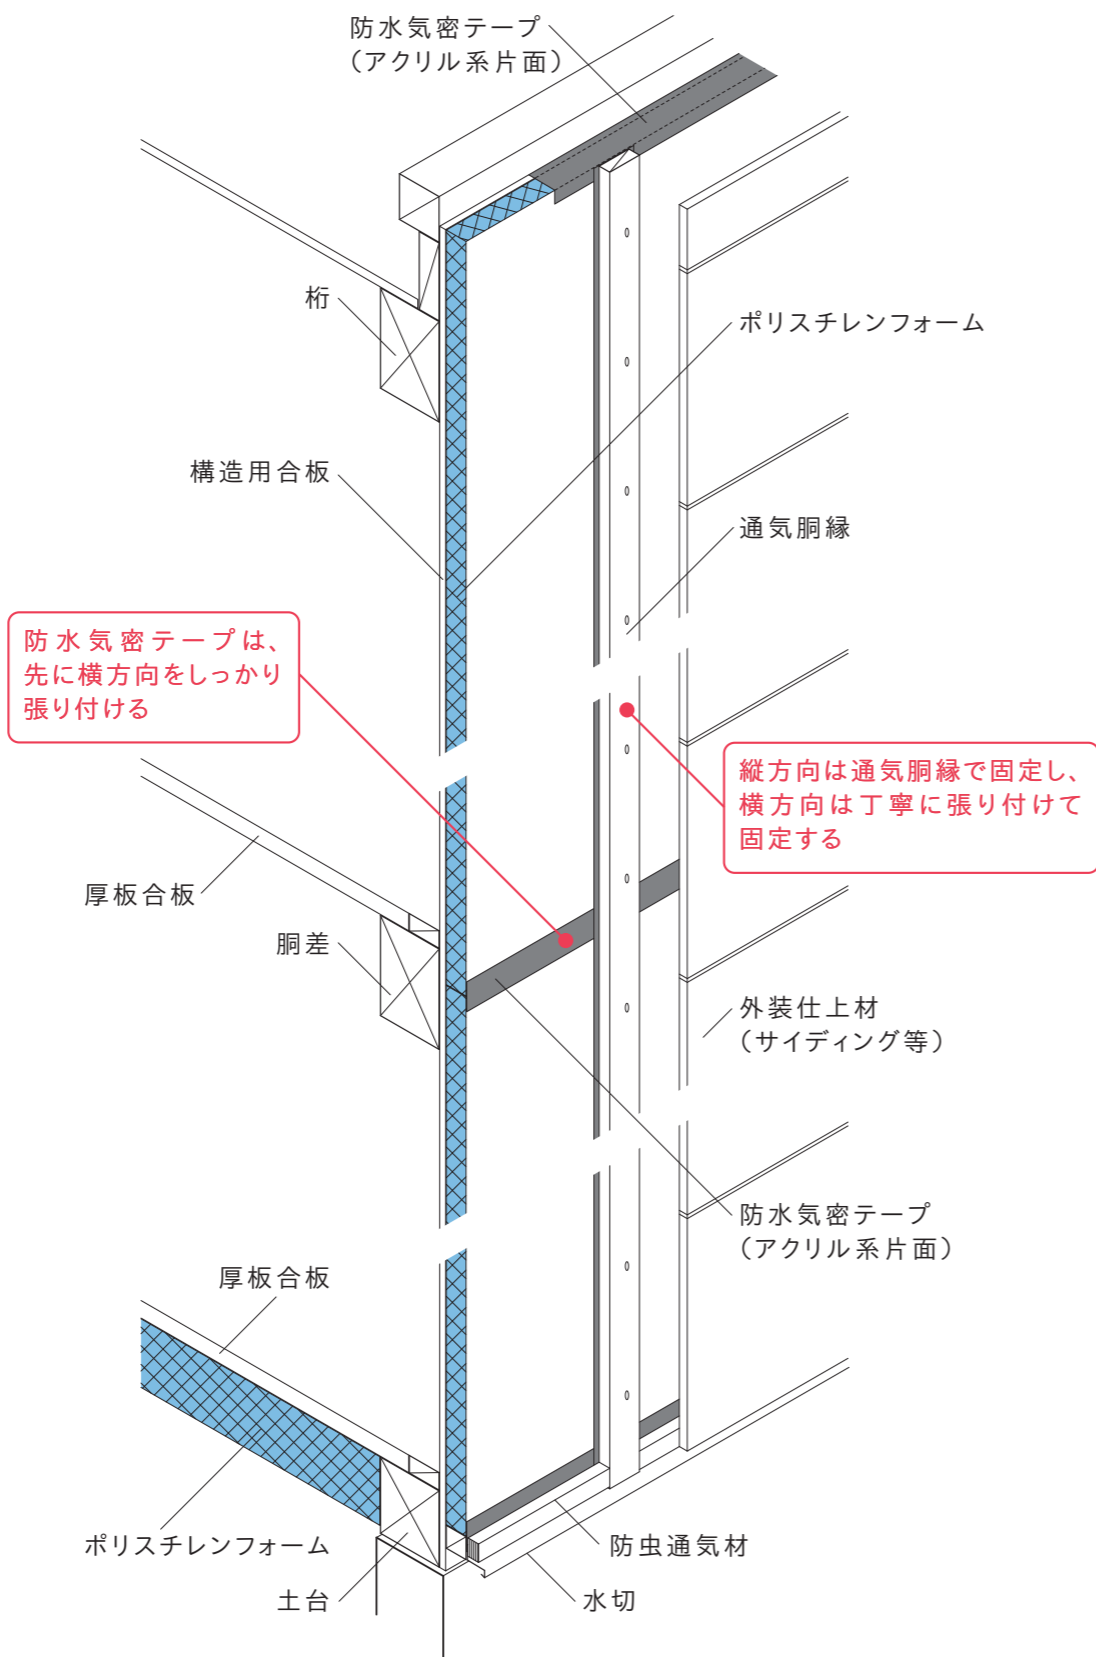 防水気密テープ
（アクリル系片面）
桁
ポリスチレンフォーム
構造用合板
通気胴縁
防水気密テープは、
先に横方向をしっかり
張り付ける
縦方向は通気胴縁で固定し、
横方向は丁寧に張り付けて
固定する
厚板合板
胴差
外装仕上材
（サイディング等）
防水気密テープ
（アクリル系片面）
厚板合板
ポリスチレンフォーム
防虫通気材
土台
水切